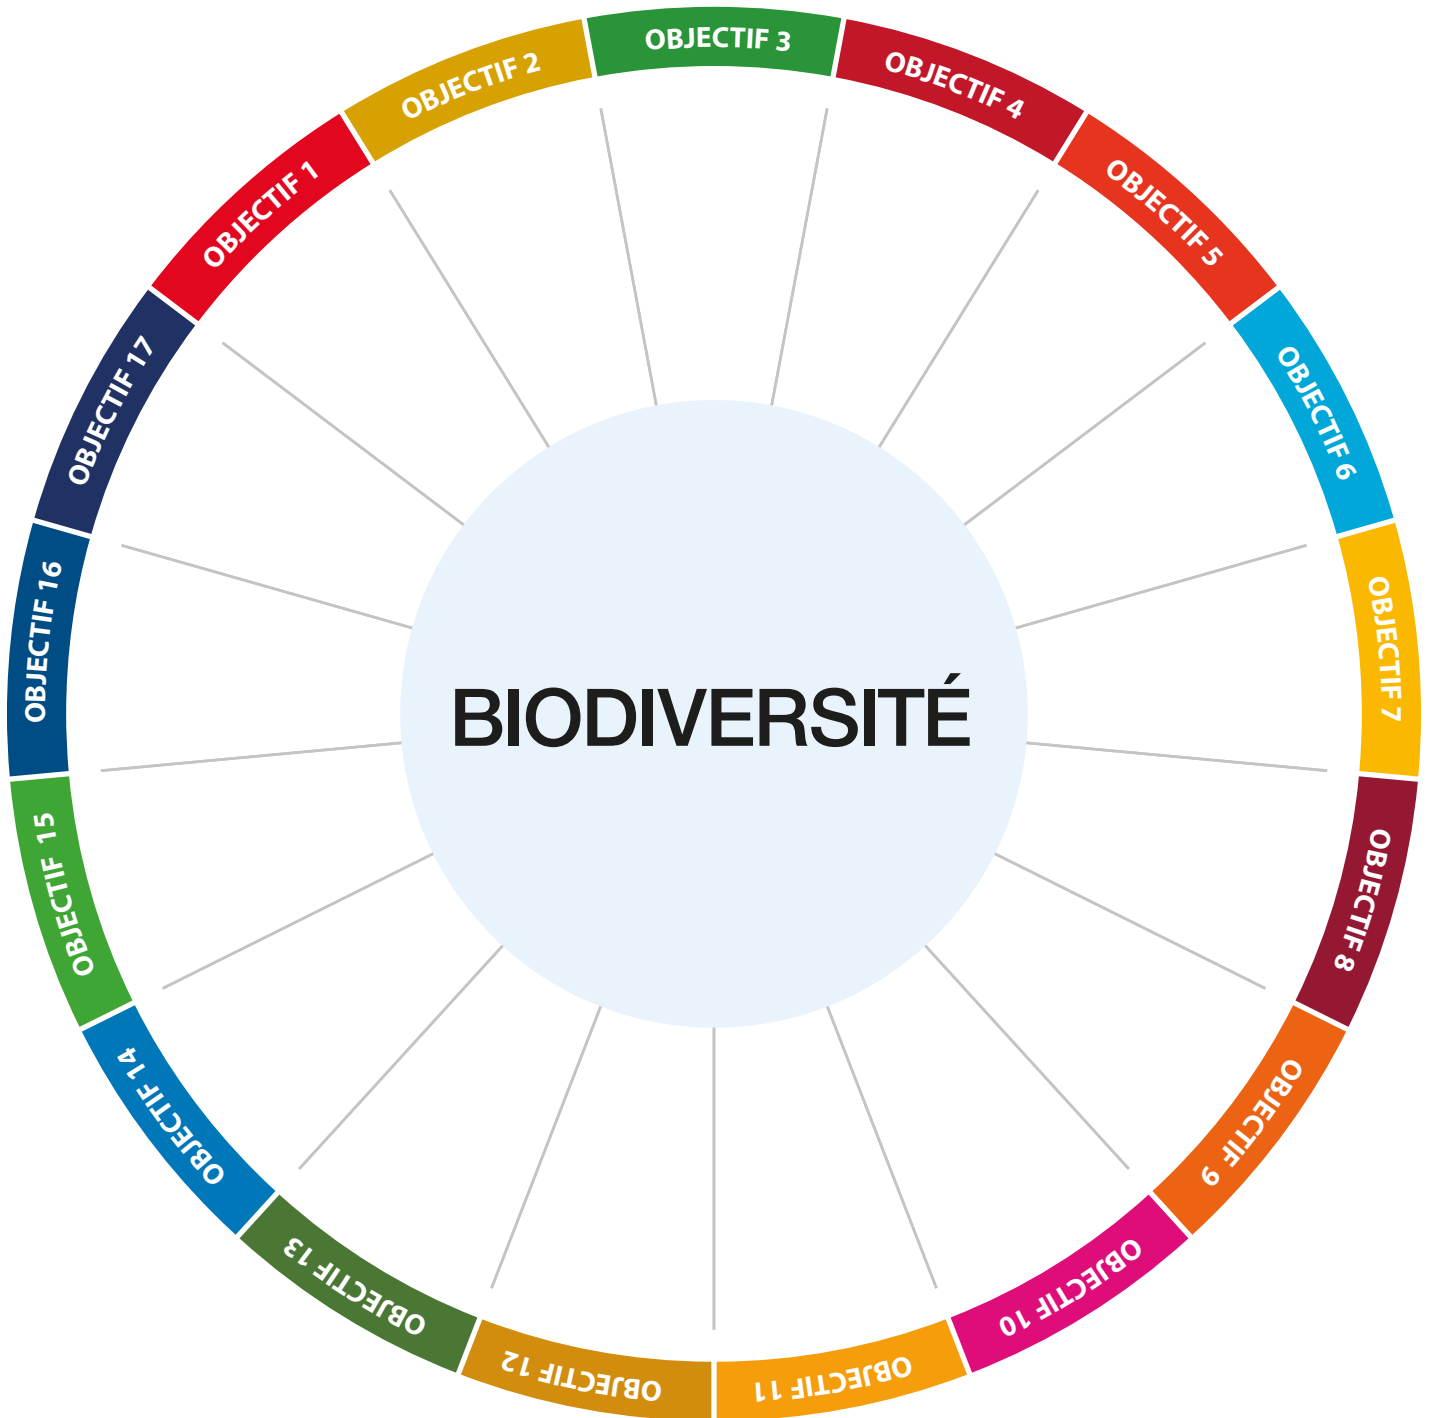 OBJECTIF 1
OBJECTIF 2
OBJECTIF 3
OBJECTIF 4
OBJECTIF 5
OBJECTIF 6
OBJECTIF 7
OBJECTIF 8
OBJECTIF 9
OBJECTIF 10
OBJECTIF 11
OBJECTIF 12
OBJECTIF 13
OBJECTIF 14
OBJECTIF 15
OBJECTIF 16
OBJECTIF 17
BIODIVERSITÉ